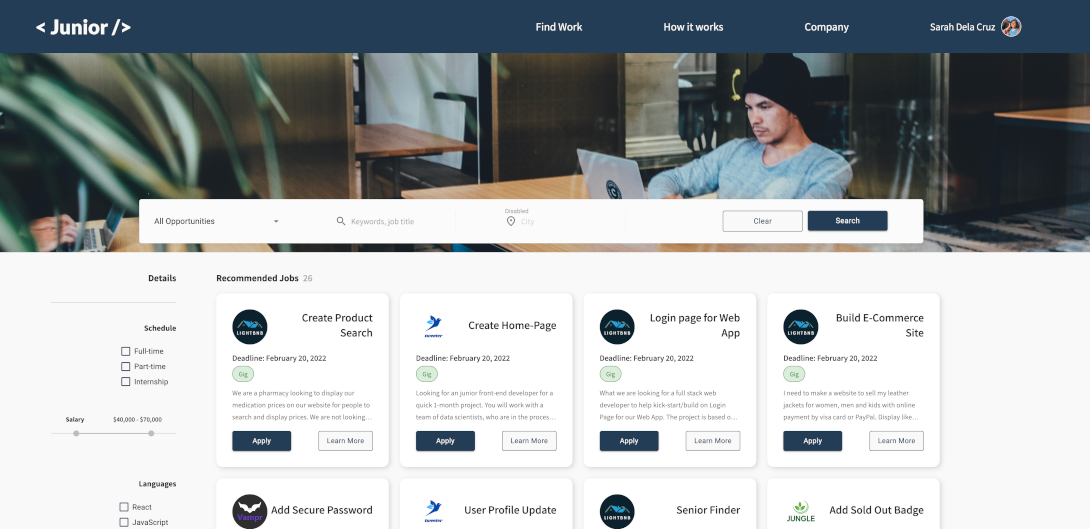 < Junior />
Find Work
How it works
Company
Sarah Dela Cruz
All Opportunities
Keywords, job title
Disabled
City
Clear
Search
Details
Schedule
Full-time
Part-time
Internship
Salary
$40,000 - $70,000
Languages
React
JavaScript
Recommended Jobs 26
LIGHTBNB
Create Product
Search
Deadline: February 20, 2022
Gig
We are a pharmacy looking to display our
medication prices on our website for people to
search and display prices. We are not looking...
Apply
Learn More
tweeter
Create Home-Page
Deadline: February 20, 2022
Gig
Looking for an junior front-end developer for a
quick 1-month project. You will work with a
team of data scientists, who are in the proces...
Apply
Learn More
LIGHTBNB
Login page for Web
App
Deadline: February 20, 2022
Gig
What we are looking for a full stack web
developer to help kick-start/build on Login
Page for our Web App. The project is based o...
Apply
Learn More
LIGHTBNB
Build E-Commerce
Site
Deadline: February 20, 2022
Gig
I need to make a website to sell my leather
jackets for women, men and kids with online
payment by visa card or PayPal. Display like...
Apply
Learn More
Vampr
Add Secure Password
tweeter
User Profile Update
LIGHTBNB
Senior Finder
JUNGLE
Add Sold Out Badge